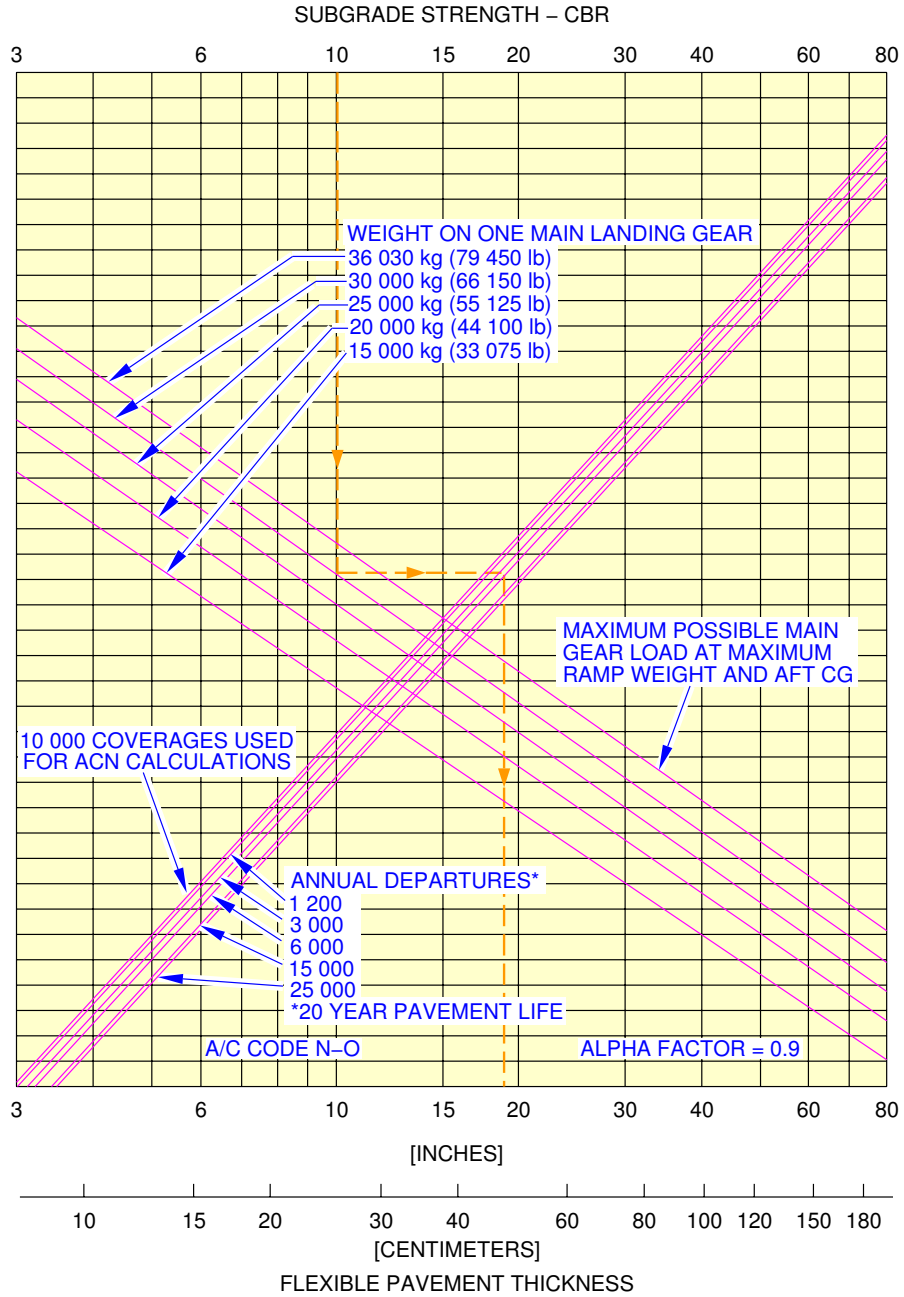 SUBGRADE STRENGTH – CBR
3 6 10 15 20 30 40 60 80
WEIGHT ON ONE MAIN LANDING GEAR
36 030 kg (79 450 lb)
30 000 kg (66 150 lb)
25 000 kg (55 125 lb)
20 000 kg (44 100 lb)
15 000 kg (33 075 lb)
MAXIMUM POSSIBLE MAIN
GEAR LOAD AT MAXIMUM
RAMP WEIGHT AND AFT CG
10 000 COVERAGES USED
FOR ACN CALCULATIONS
ANNUAL DEPARTURES*
1 200
3 000
6 000
15 000
25 000
*20 YEAR PAVEMENT LIFE
A/C CODE N–O
ALPHA FACTOR = 0.9
3 6 10 15 20 30 40 60 80
[INCHES]
10 15 20 30 40 60 80 100 120 150 180
[CENTIMETERS]
FLEXIBLE PAVEMENT THICKNESS